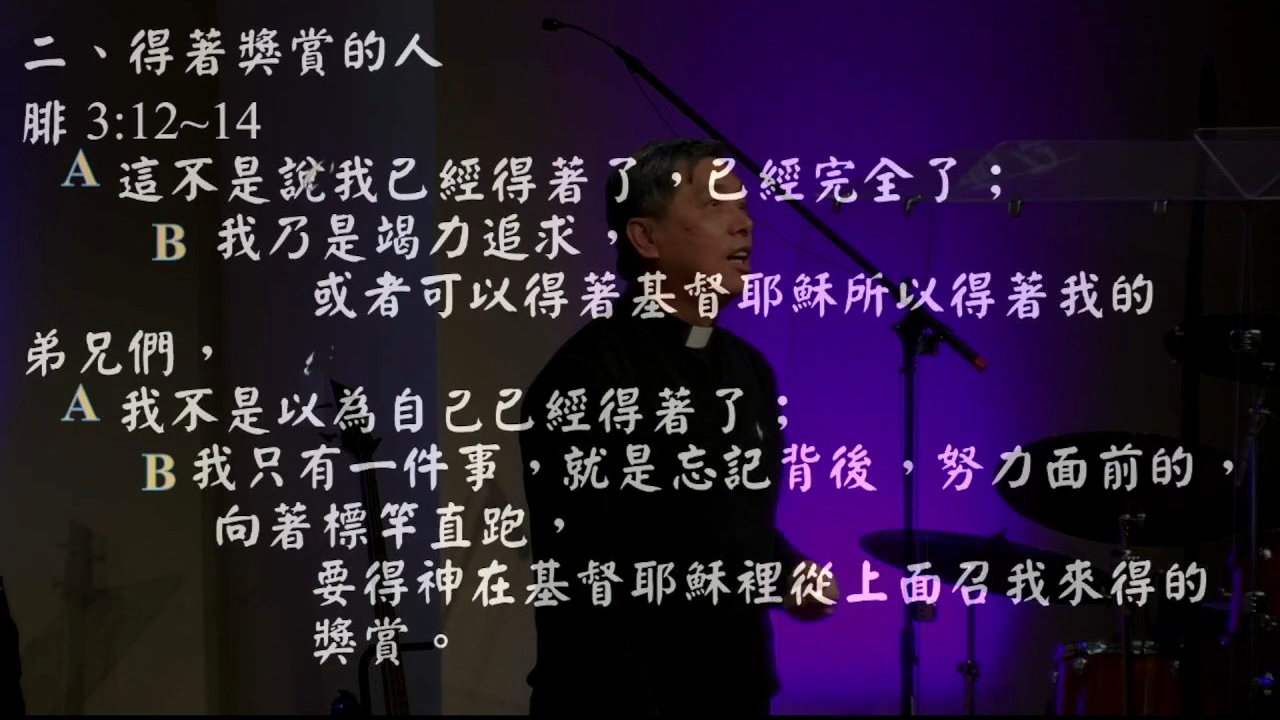 二、得著獎賞的人
腓 3:12~14
A 這不是說我已經得著了，已經完全了；
B 我乃是竭力追求，
或者可以得著基督耶穌所以得著我的
弟兄們，
A 我不是以為自己已經得著了；
B 我只有一件事，就是忘記背後，努力面前的，
向著標竿直跑，
要得神在基督耶穌裡從上面召我來得的
獎賞。